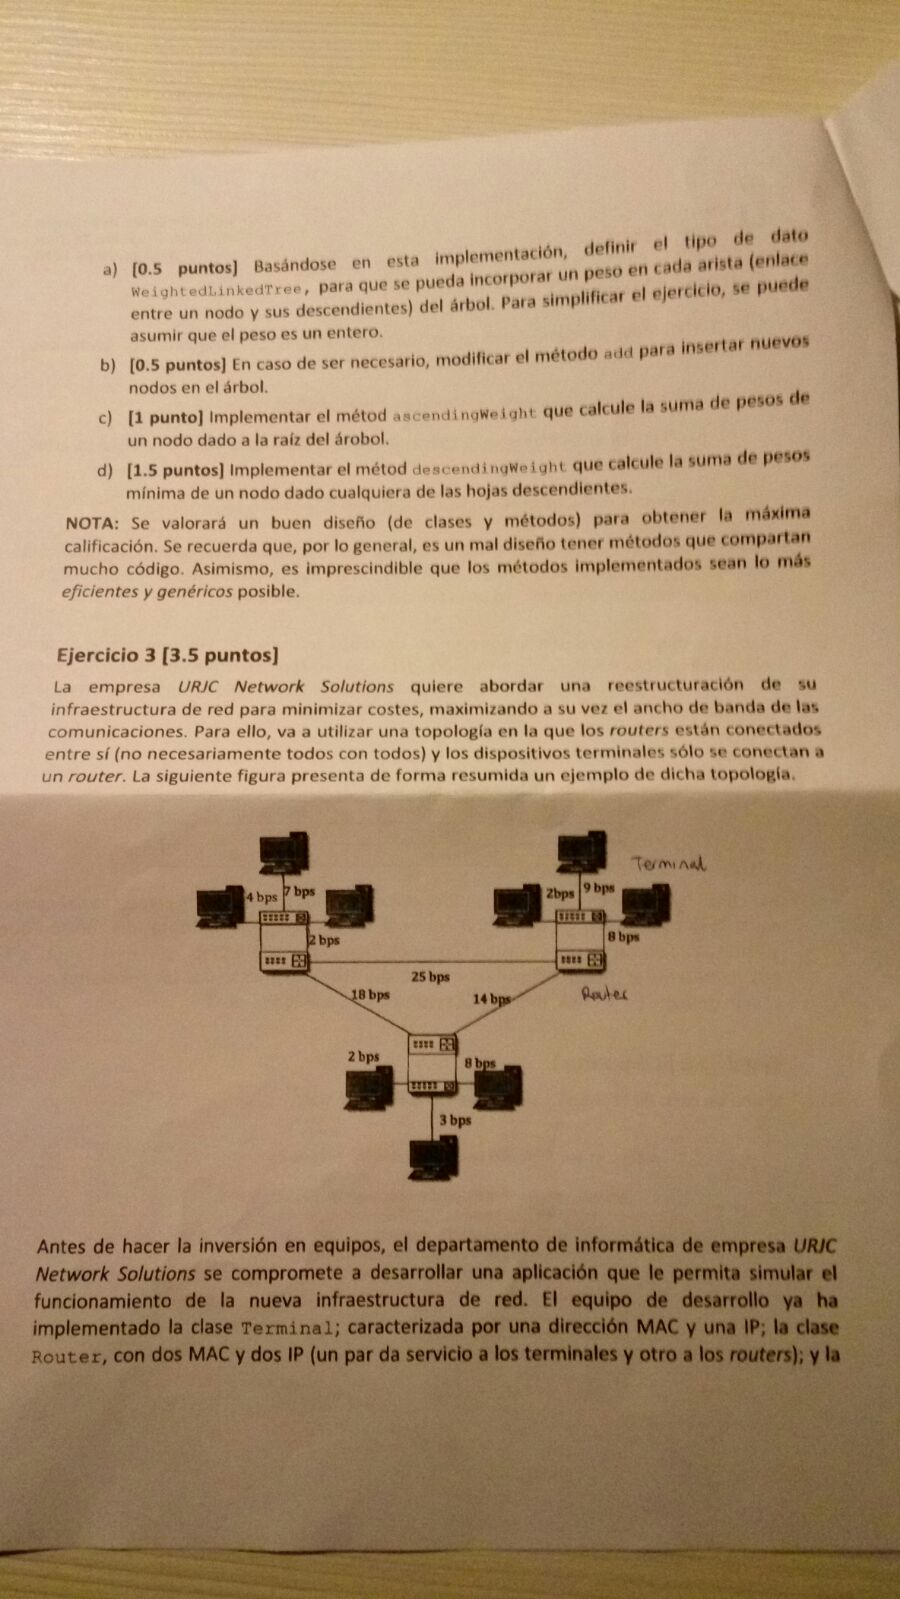 a) [0.5 puntos] Basándose en esta implementación, definir el tipo de dato
WeightedLinkedTree, para que se pueda incorporar un peso en cada arista (enlace
entre un nodo y sus descendientes) del árbol. Para simplificar el ejercicio, se puede
asumir que el peso es un entero.
b) [0.5 puntos] En caso de ser necesario, modificar el método add para insertar nuevos
nodos en el árbol.
c) [1 punto] Implementar el métod ascendingWeight que calcule la suma de pesos de
un nodo dado a la raíz del árobol.
d) [1.5 puntos] Implementar el métod descendingWeight que calcule la suma de pesos
mínima de un nodo dado cualquiera de las hojas descendientes.
NOTA: Se valorará un buen diseño (de clases y métodos) para obtener la máxima
calificación. Se recuerda que, por lo general, es un mal diseño tener métodos que compartan
mucho código. Asimismo, es imprescindible que los métodos implementados sean lo más
eficientes y genéricos posible.
Ejercicio 3 [3.5 puntos]
La empresa URJC Network Solutions quiere abordar una reestructuración de su
infraestructura de red para minimizar costes, maximizando a su vez el ancho de banda de las
comunicaciones. Para ello, va a utilizar una topología en la que los routers están conectados
entre sí (no necesariamente todos con todos) y los dispositivos terminales sólo se conectan a
un router. La siguiente figura presenta de forma resumida un ejemplo de dicha topología.
Terminal
4 bps 7 bps 2bps 9 bps
2 bps 8 bps
25 bps
18 bps 14 bps Router
2 bps 8 bps
3 bps
Antes de hacer la inversión en equipos, el departamento de informática de empresa URJC
Network Solutions se compromete a desarrollar una aplicación que le permita simular el
funcionamiento de la nueva infraestructura de red. El equipo de desarrollo ya ha
implementado la clase Terminal; caracterizada por una dirección MAC y una IP; la clase
Router, con dos MAC y dos IP (un par da servicio a los terminales y otro a los routers); y la